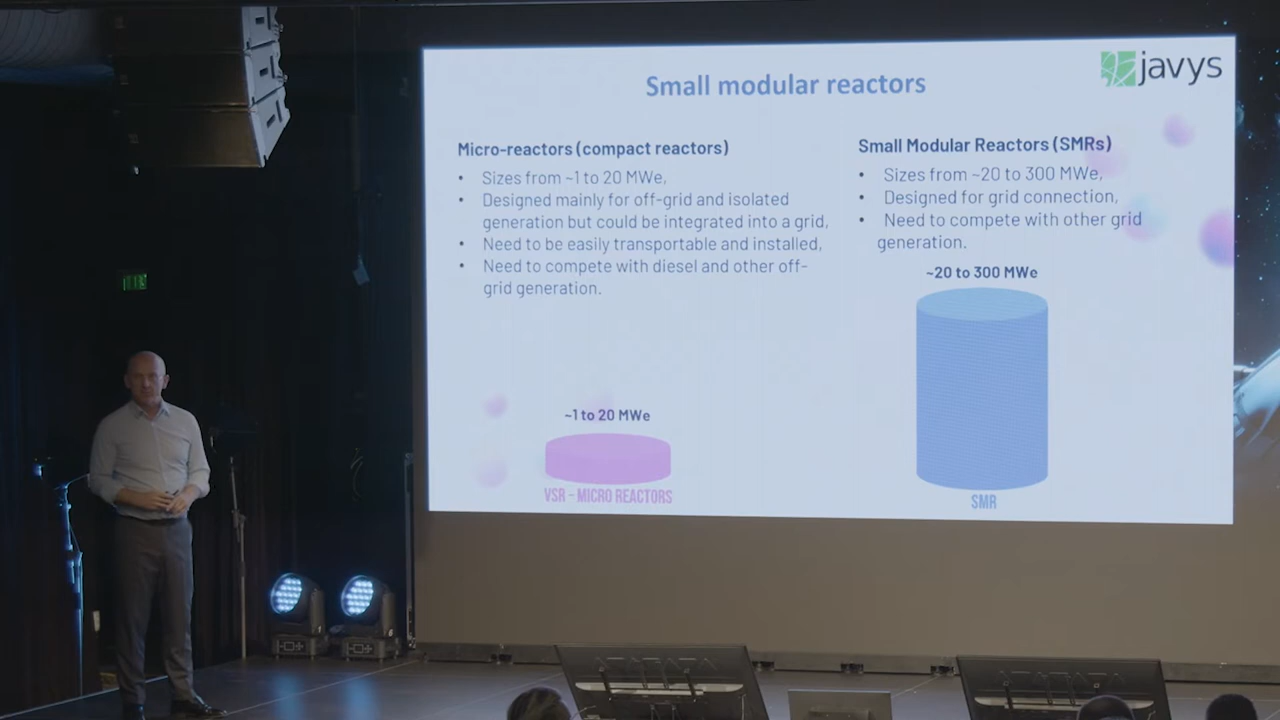 Small modular reactors
javys
Micro-reactors (compact reactors)
• Sizes from ~1 to 20 MWe,
• Designed mainly for off-grid and isolated
generation but could be integrated into a grid,
• Need to be easily transportable and installed,
• Need to compete with diesel and other off-
grid generation.
~1 to 20 MWe
VSR – MICRO REACTORS
Small Modular Reactors (SMRs)
• Sizes from ~20 to 300 MWe,
• Designed for grid connection,
• Need to compete with other grid
generation.
~20 to 300 MWe
SMR